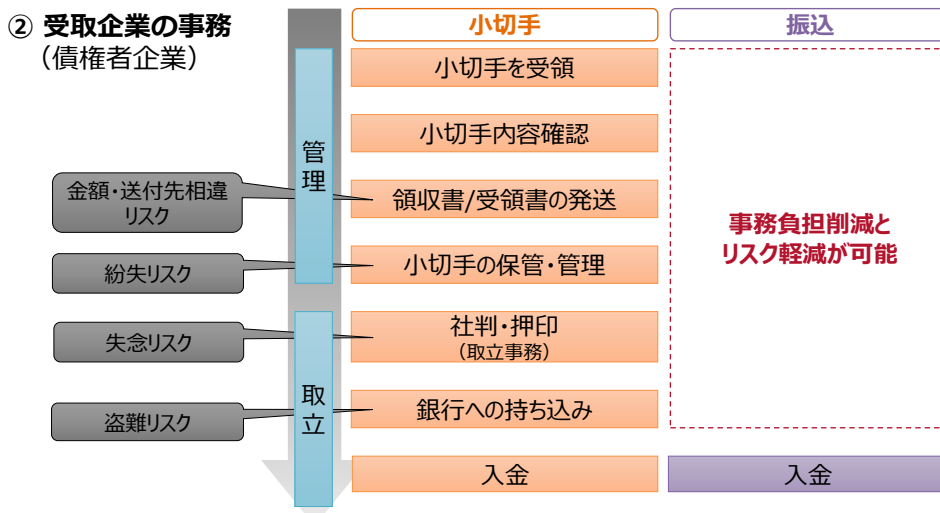 ② 受取企業の事務
（債権者企業）
小切手
振込
管理
小切手を受領
小切手内容確認
金額・送付先相違
リスク
領収書/受領書の発送
事務負担削減と
リスク軽減が可能
紛失リスク
小切手の保管・管理
取立
失念リスク
社判・押印
（取立事務）
盗難リスク
銀行への持ち込み
入金
入金